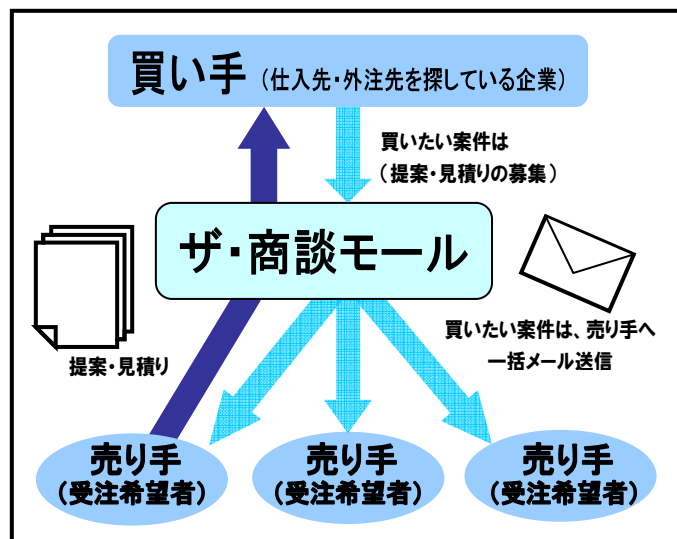 買い手(仕入先・外注先を探している企業)
買いたい案件は
(提案・見積りの募集)
ザ・商談モール
提案・見積り
買いたい案件は、売り手へ
一括メール送信
売り手
(受注希望者)
売り手
(受注希望者)
売り手
(受注希望者)